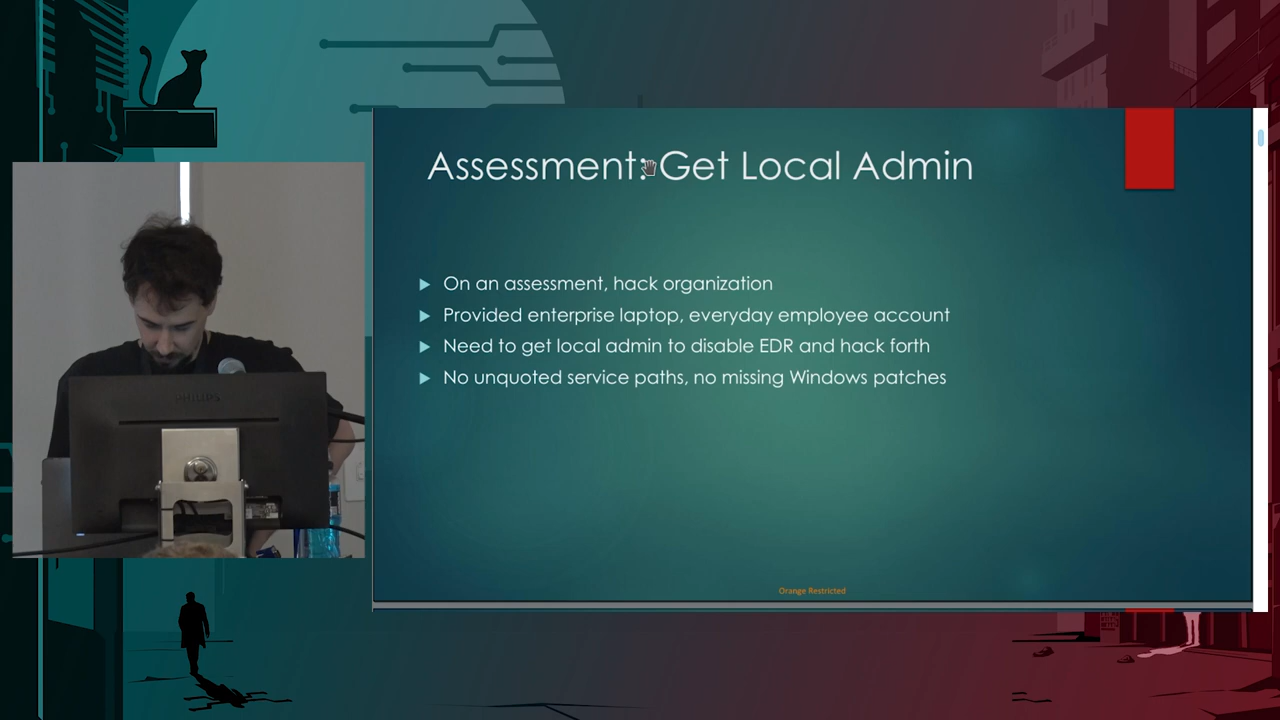 Assessment: Get Local Admin
On an assessment, hack organization
Provided enterprise laptop, everyday employee account
Need to get local admin to disable EDR and hack forth
No unquoted service paths, no missing Windows patches
Orange Restricted
PHILIPS